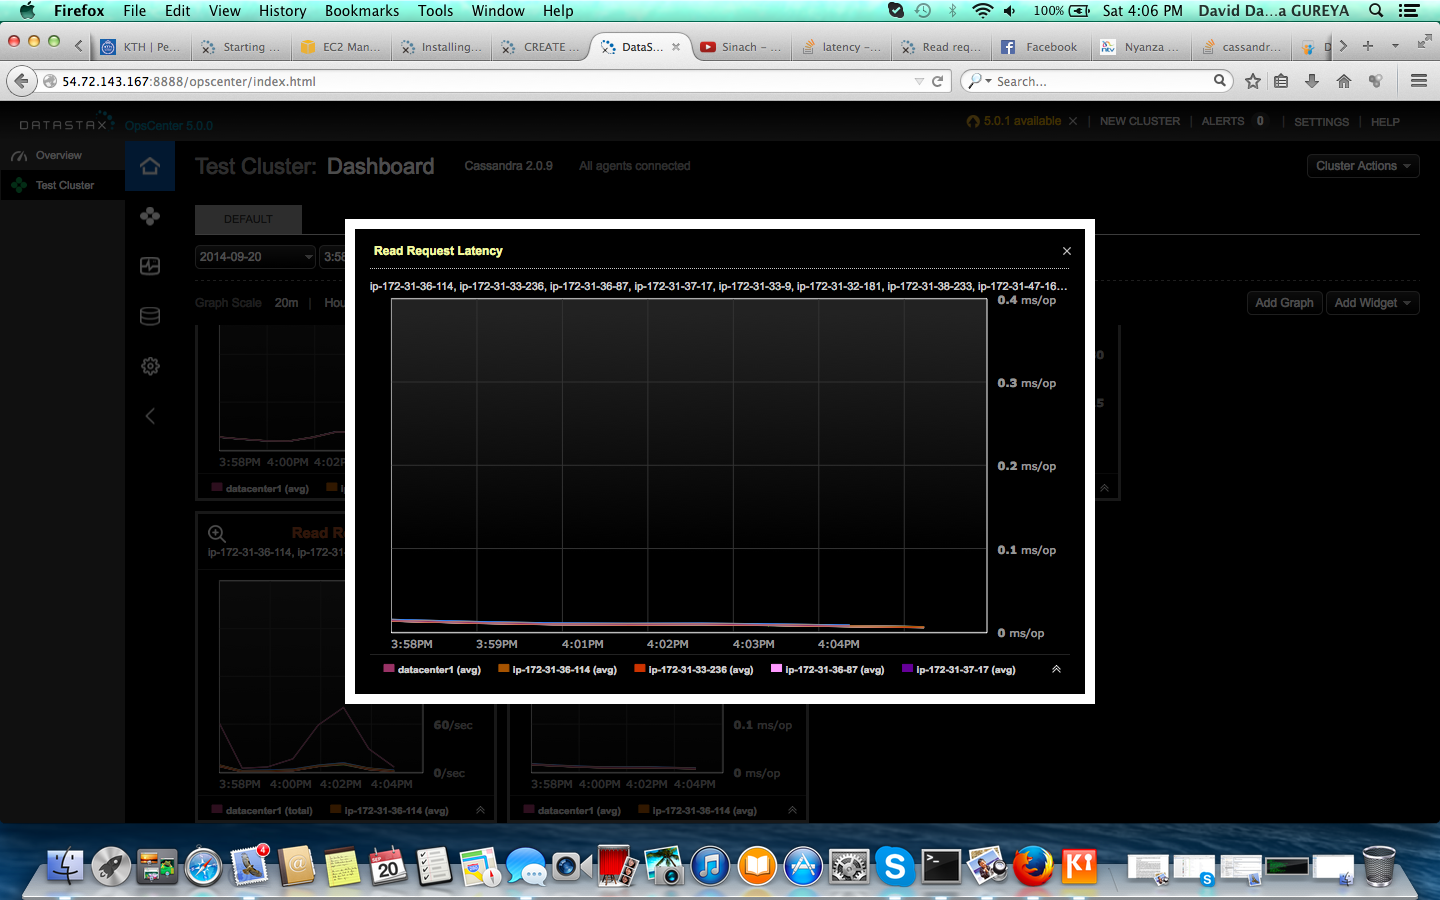 Firefox File Edit View History Bookmarks Tools Window Help 100% Sat 4:06 PM David Da...a GUREYA
KTH | Pe... Starting ... EC2 Man... Installing... CREATE ... DataS... Sinach – ... latency –... Read req... Facebook Nyanza ... cassandr... D
54.72.143.167:8888/opscenter/index.html Search...
DATASTAX OpsCenter 5.0.0 5.0.1 available × NEW CLUSTER | ALERTS 0 | SETTINGS | HELP
Overview
Test Cluster
Test Cluster: Dashboard Cassandra 2.0.9 All agents connected Cluster Actions
DEFAULT
2014-09-20 3:58
Graph Scale 20m | Hou
Add Graph Add Widget
Read Request Latency ×
ip-172-31-36-114, ip-172-31-33-236, ip-172-31-36-87, ip-172-31-37-17, ip-172-31-33-9, ip-172-31-32-181, ip-172-31-38-233, ip-172-31-47-16...
0.4 ms/op
0.3 ms/op
0.2 ms/op
0.1 ms/op
0 ms/op
3:58PM 3:59PM 4:01PM 4:02PM 4:03PM 4:04PM
datacenter1 (avg) ip-172-31-36-114 (avg) ip-172-31-33-236 (avg) ip-172-31-36-87 (avg) ip-172-31-37-17 (avg)
3:58PM 4:00PM 4:02P
datacenter1 (avg)
Read R
ip-172-31-36-114, ip-172-31
60/sec
0/sec
3:58PM 4:00PM 4:02PM 4:04PM
datacenter1 (total) ip-172-31-36-114 (avg)
0.1 ms/op
0 ms/op
3:58PM 4:00PM 4:02PM 4:04PM
datacenter1 (avg) ip-172-31-36-114 (avg)
4
SEP
20